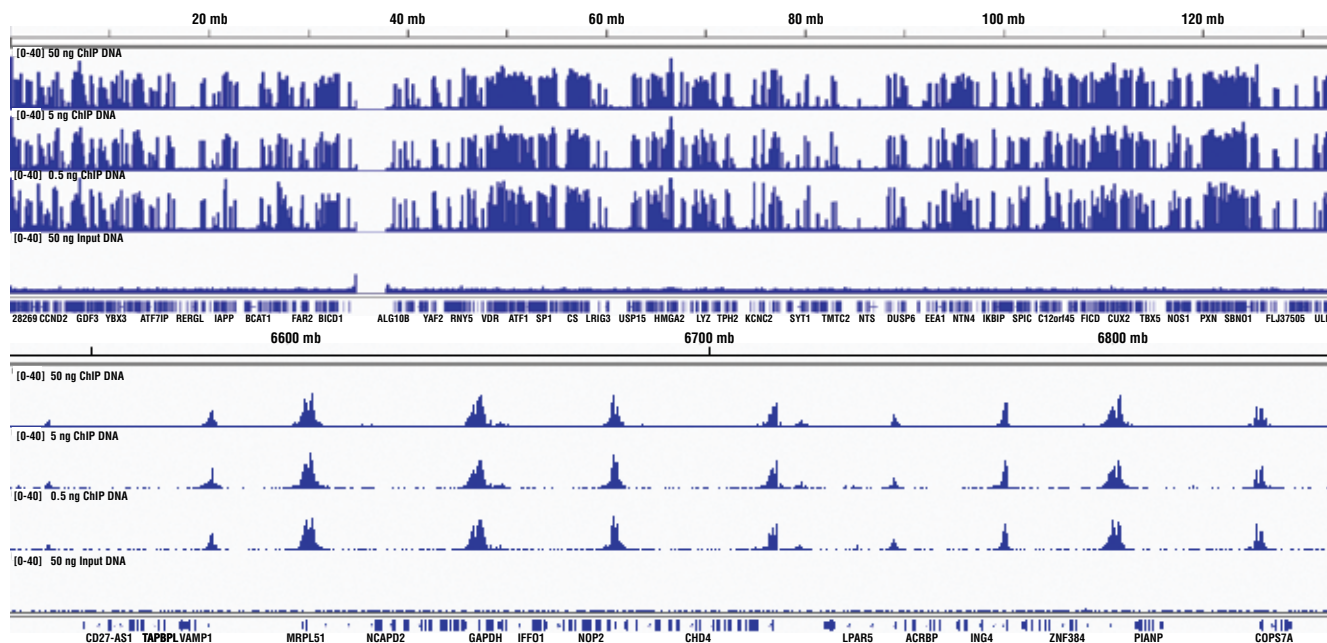 20 mb 40 mb 60 mb 80 mb 100 mb 120 mb
[0-40] 50 ng ChIP DNA
[0-40] 5 ng ChIP DNA
[0-40] 0.5 ng ChIP DNA
[0-40] 50 ng Input DNA
28269 CCND2 GDF3 YBX3 ATF7IP RERGL IAPP BCAT1 FAR2 BICD1 ALG10B YAF2 RNY5 VDR ATF1 SP1 CS LRIG3 USP15 HMGA2 LYZ TPH2 KCNC2 SYT1 TMTC2 NTS DUSP6 EEA1 NTN4 IKBIP SPIC C12orf45 FICD CUX2 TBX5 NOS1 PXN SBNO1 FLJ37505 ULI
6600 mb 6700 mb 6800 mb
[0-40] 50 ng ChIP DNA
[0-40] 5 ng ChIP DNA
[0-40] 0.5 ng ChIP DNA
[0-40] 50 ng Input DNA
CD27-AS1 TAPBPL VAMP1 MRPL51 NCAPD2 GAPDH IFFO1 NOP2 CHD4 LPAR5 ACRBP ING4 ZNF384 PIANP COPS7A